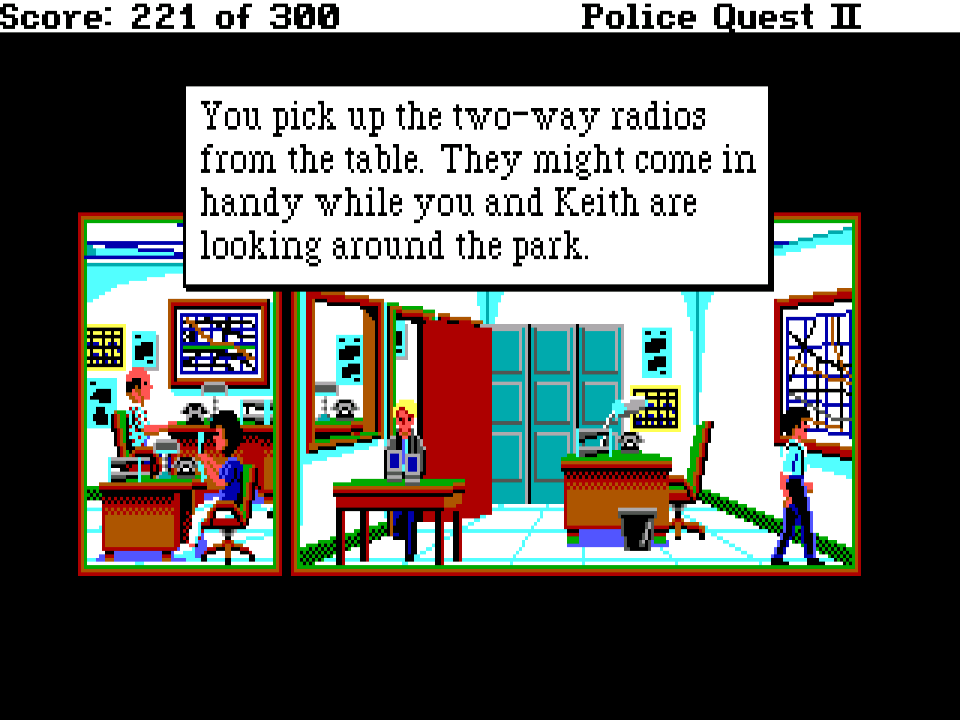 Score: 221 of 300 Police Quest II
You pick up the two-way radios
from the table. They might come in
handy while you and Keith are
looking around the park.